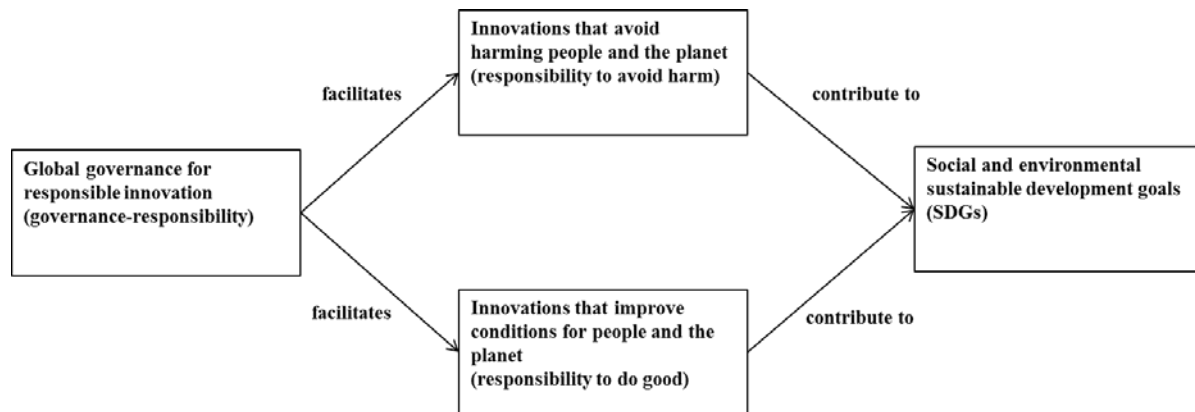 Innovations that avoid
harming people and the planet
(responsibility to avoid harm)
facilitates
contribute to
Global governance for
responsible innovation
(governance-responsibility)
Social and environmental
sustainable development goals
(SDGs)
facilitates
Innovations that improve
conditions for people and the
planet
(responsibility to do good)
contribute to